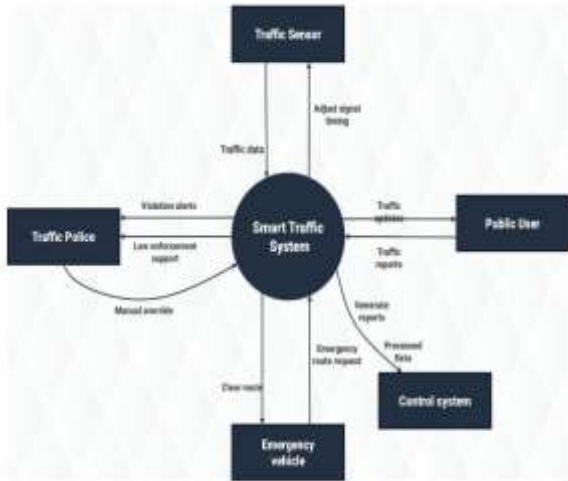 Traffic Sensor
Adjust signal
timing
Traffic data
Violation alerts
Traffic
updates
Traffic Police
Smart Traffic
System
Public User
Law enforcement
support
Traffic
reports
Manual override
Generate
reports
Processed
Data
Emergency
route request
Clear route
Control system
Emergency
vehicle